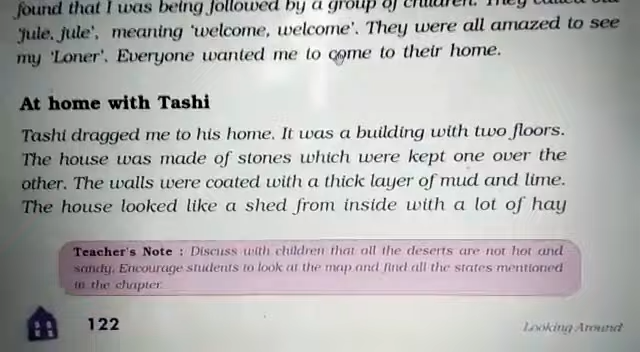 found that I was being followed by a group of children. They called out
'jule, jule', meaning 'welcome, welcome'. They were all amazed to see
my 'Loner'. Everyone wanted me to come to their home.
At home with Tashi
Tashi dragged me to his home. It was a building with two floors.
The house was made of stones which were kept one over the
other. The walls were coated with a thick layer of mud and lime.
The house looked like a shed from inside with a lot of hay
Teacher's Note : Discuss with children that all the deserts are not hot and
sandy. Encourage students to look at the map and find all the states mentioned
in the chapter.
122
Looking Around